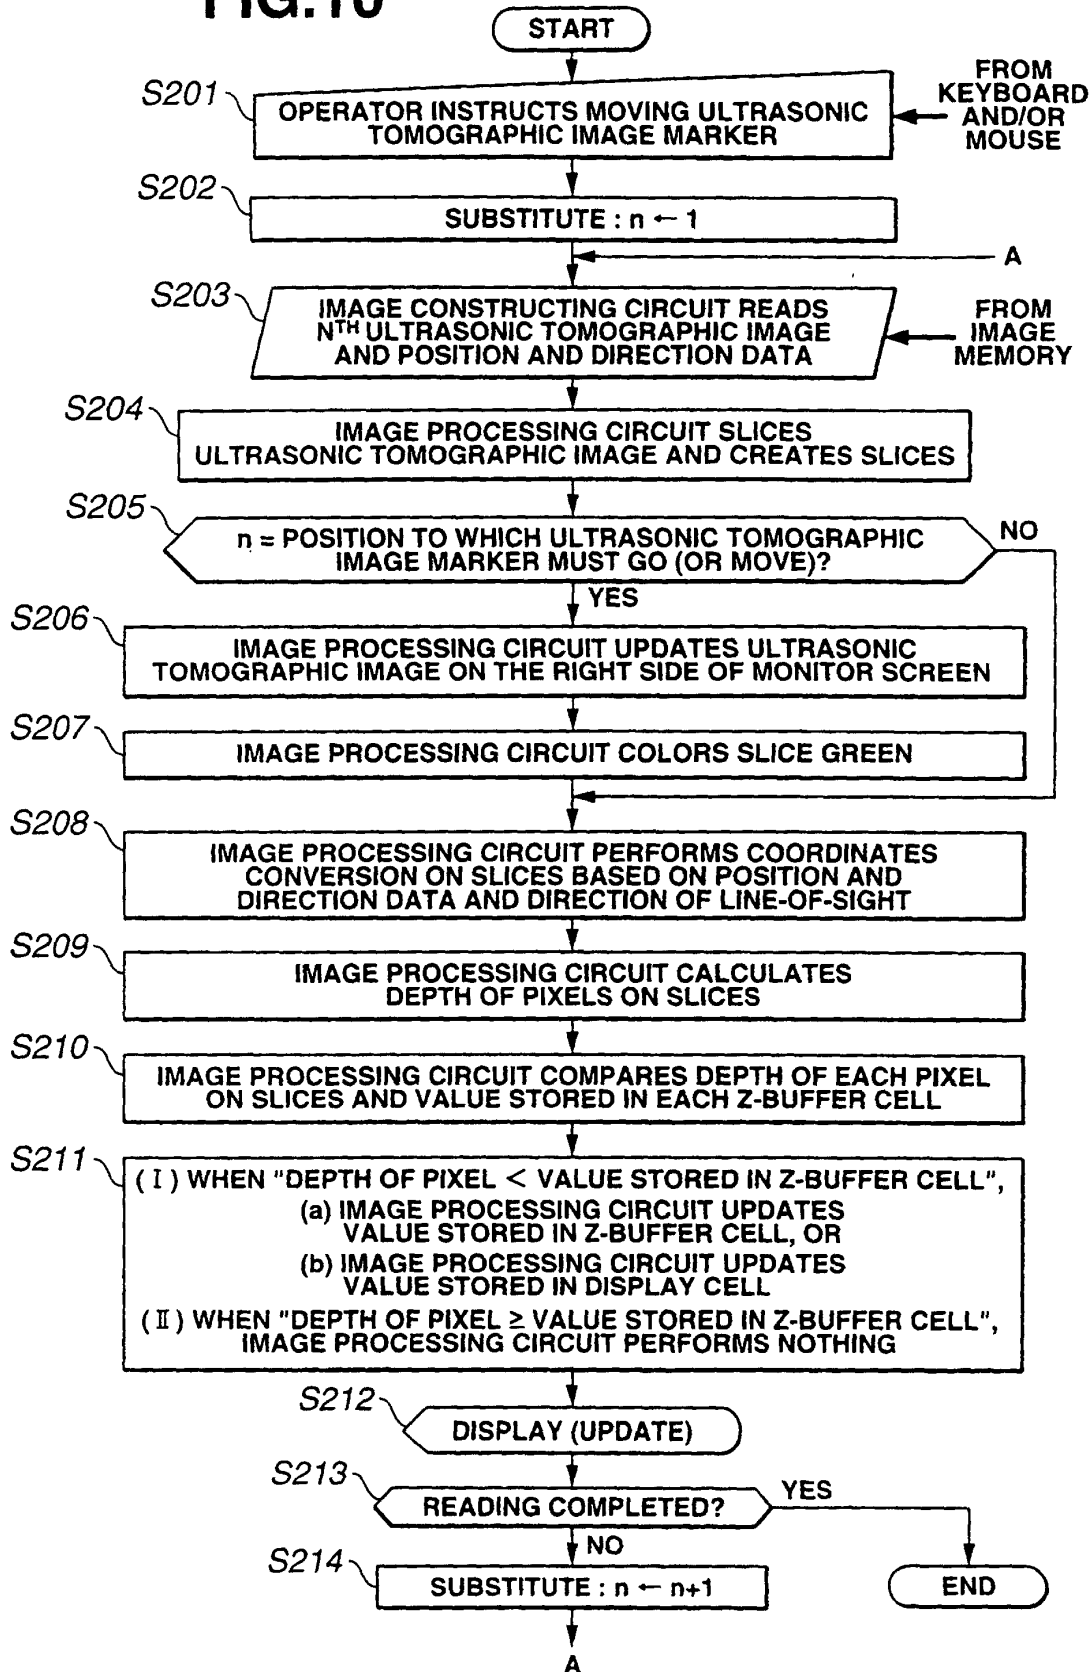 FIG.10
START
S201
OPERATOR INSTRUCTS MOVING ULTRASONIC
TOMOGRAPHIC IMAGE MARKER
FROM
KEYBOARD
AND/OR
MOUSE
S202
SUBSTITUTE : n ← 1
A
S203
IMAGE CONSTRUCTING CIRCUIT READS
NTH ULTRASONIC TOMOGRAPHIC IMAGE
AND POSITION AND DIRECTION DATA
FROM
IMAGE
MEMORY
S204
IMAGE PROCESSING CIRCUIT SLICES
ULTRASONIC TOMOGRAPHIC IMAGE AND CREATES SLICES
S205
n = POSITION TO WHICH ULTRASONIC TOMOGRAPHIC
IMAGE MARKER MUST GO (OR MOVE)?
NO
YES
S206
IMAGE PROCESSING CIRCUIT UPDATES ULTRASONIC
TOMOGRAPHIC IMAGE ON THE RIGHT SIDE OF MONITOR SCREEN
S207
IMAGE PROCESSING CIRCUIT COLORS SLICE GREEN
S208
IMAGE PROCESSING CIRCUIT PERFORMS COORDINATES
CONVERSION ON SLICES BASED ON POSITION AND
DIRECTION DATA AND DIRECTION OF LINE-OF-SIGHT
S209
IMAGE PROCESSING CIRCUIT CALCULATES
DEPTH OF PIXELS ON SLICES
S210
IMAGE PROCESSING CIRCUIT COMPARES DEPTH OF EACH PIXEL
ON SLICES AND VALUE STORED IN EACH Z-BUFFER CELL
S211
(Ⅰ) WHEN "DEPTH OF PIXEL < VALUE STORED IN Z-BUFFER CELL",
(a) IMAGE PROCESSING CIRCUIT UPDATES
VALUE STORED IN Z-BUFFER CELL, OR
(b) IMAGE PROCESSING CIRCUIT UPDATES
VALUE STORED IN DISPLAY CELL
(Ⅱ) WHEN "DEPTH OF PIXEL ≥ VALUE STORED IN Z-BUFFER CELL",
IMAGE PROCESSING CIRCUIT PERFORMS NOTHING
S212
DISPLAY (UPDATE)
S213
READING COMPLETED?
YES
NO
S214
SUBSTITUTE : n ← n+1
END
A